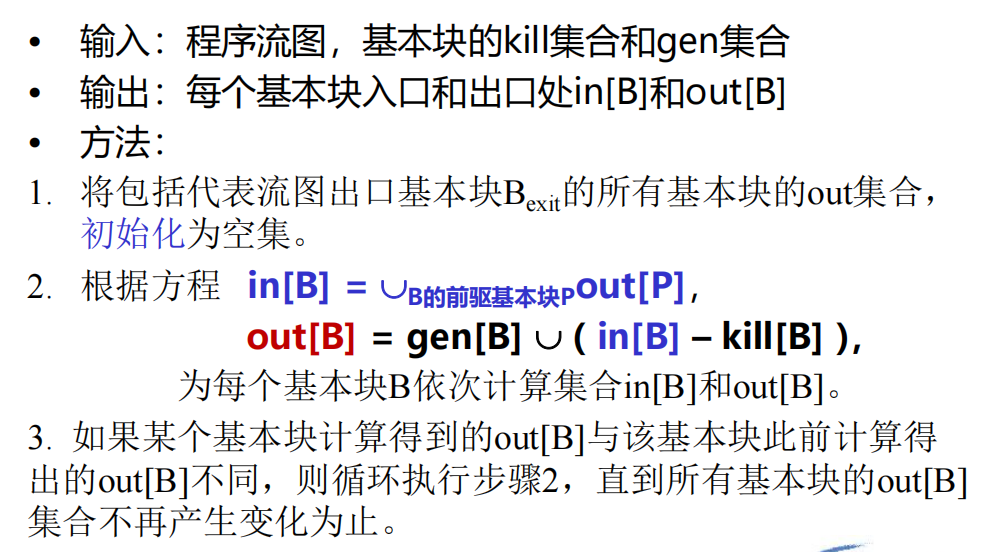 • 输入：程序流图，基本块的kill集合和gen集合
• 输出：每个基本块入口和出口处in[B]和out[B]
• 方法：
1. 将包括代表流图出口基本块Bexit的所有基本块的out集合，
初始化为空集。
2. 根据方程 in[B] = ∪B的前驱基本块Pout[P]，
out[B] = gen[B] ∪ ( in[B] – kill[B] )，
为每个基本块B依次计算集合in[B]和out[B]。
3. 如果某个基本块计算得到的out[B]与该基本块此前计算得
出的out[B]不同，则循环执行步骤2，直到所有基本块的out[B]
集合不再产生变化为止。